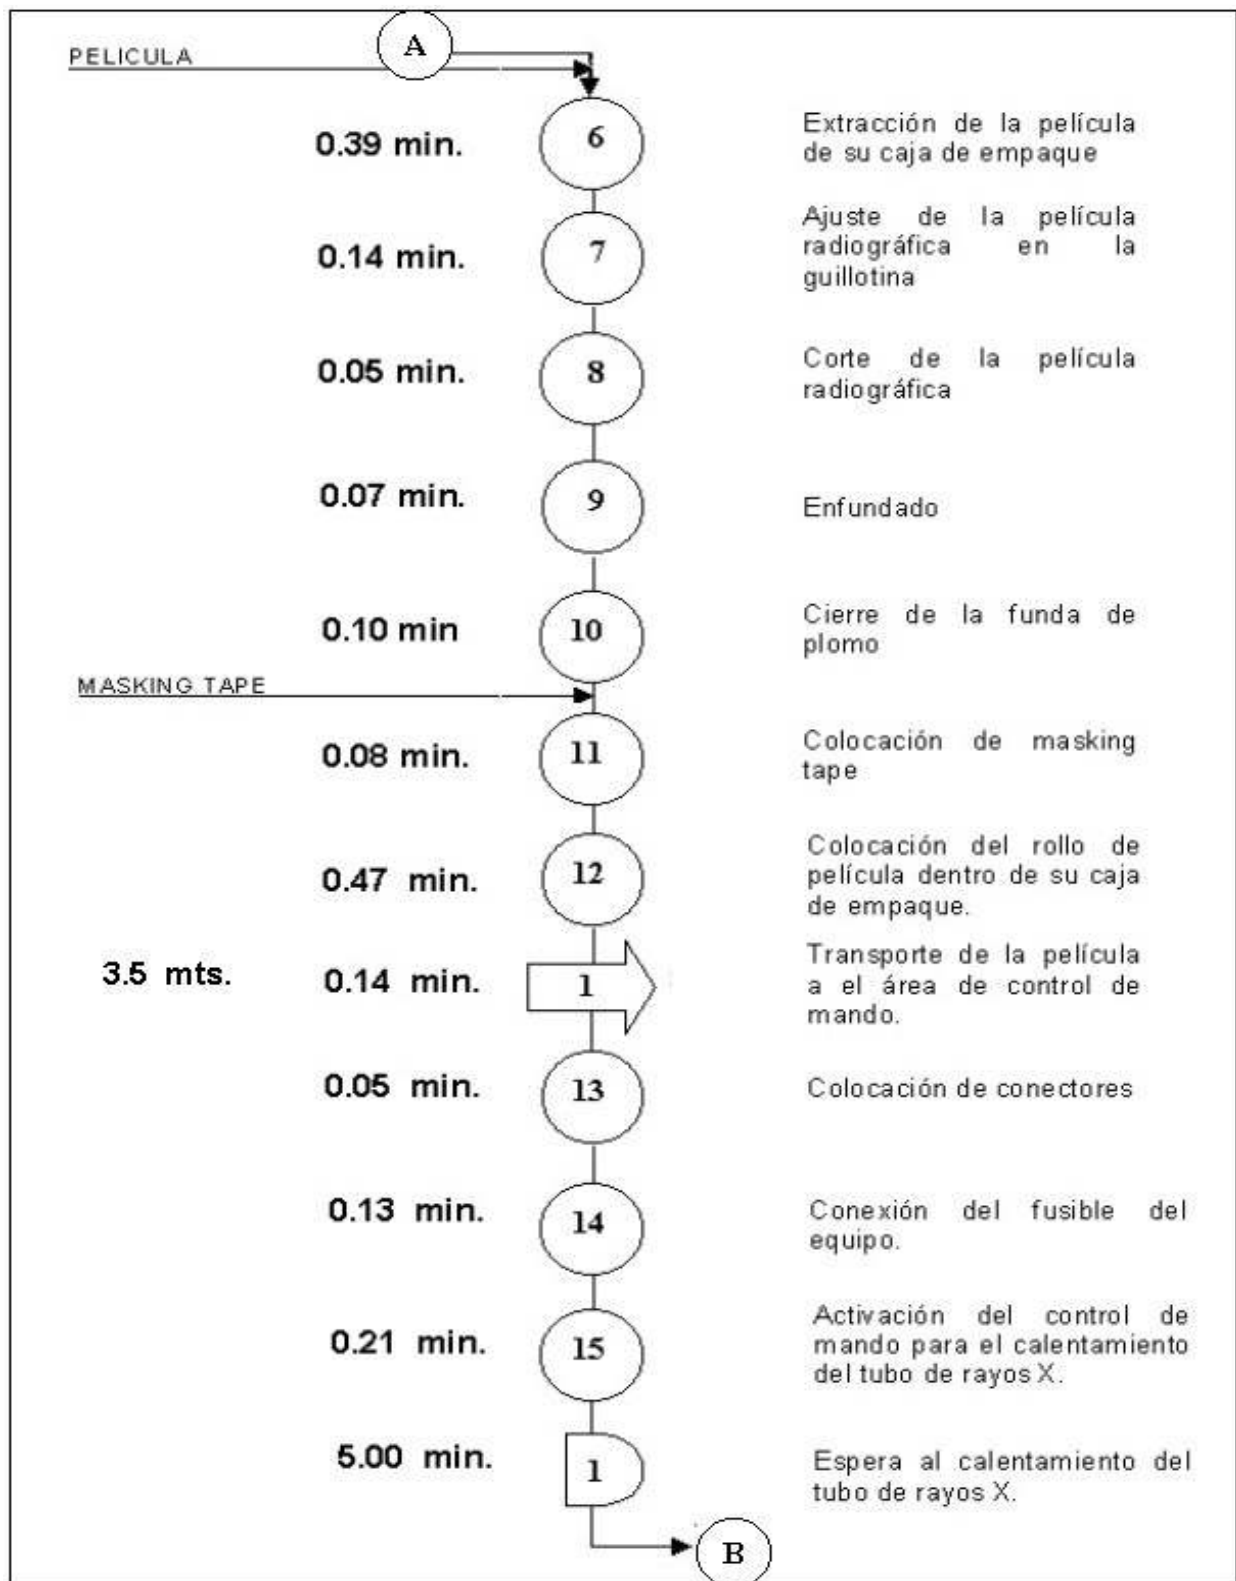 A
PELICULA
0.39 min.
6
Extracción de la película
de su caja de empaque
0.14 min.
7
Ajuste de la película
radiográfica en la
guillotina
0.05 min.
8
Corte de la película
radiográfica
0.07 min.
9
Enfundado
0.10 min
10
Cierre de la funda de
plomo
MASKING TAPE
0.08 min.
11
Colocación de masking
tape
0.47 min.
12
Colocación del rollo de
película dentro de su caja
de empaque.
3.5 mts.
0.14 min.
1
Transporte de la película
a el área de control de
mando.
0.05 min.
13
Colocación de conectores
0.13 min.
14
Conexión del fusible del
equipo.
0.21 min.
15
Activación del control de
mando para el calentamiento
del tubo de rayos X.
5.00 min.
1
Espera al calentamiento del
tubo de rayos X.
B